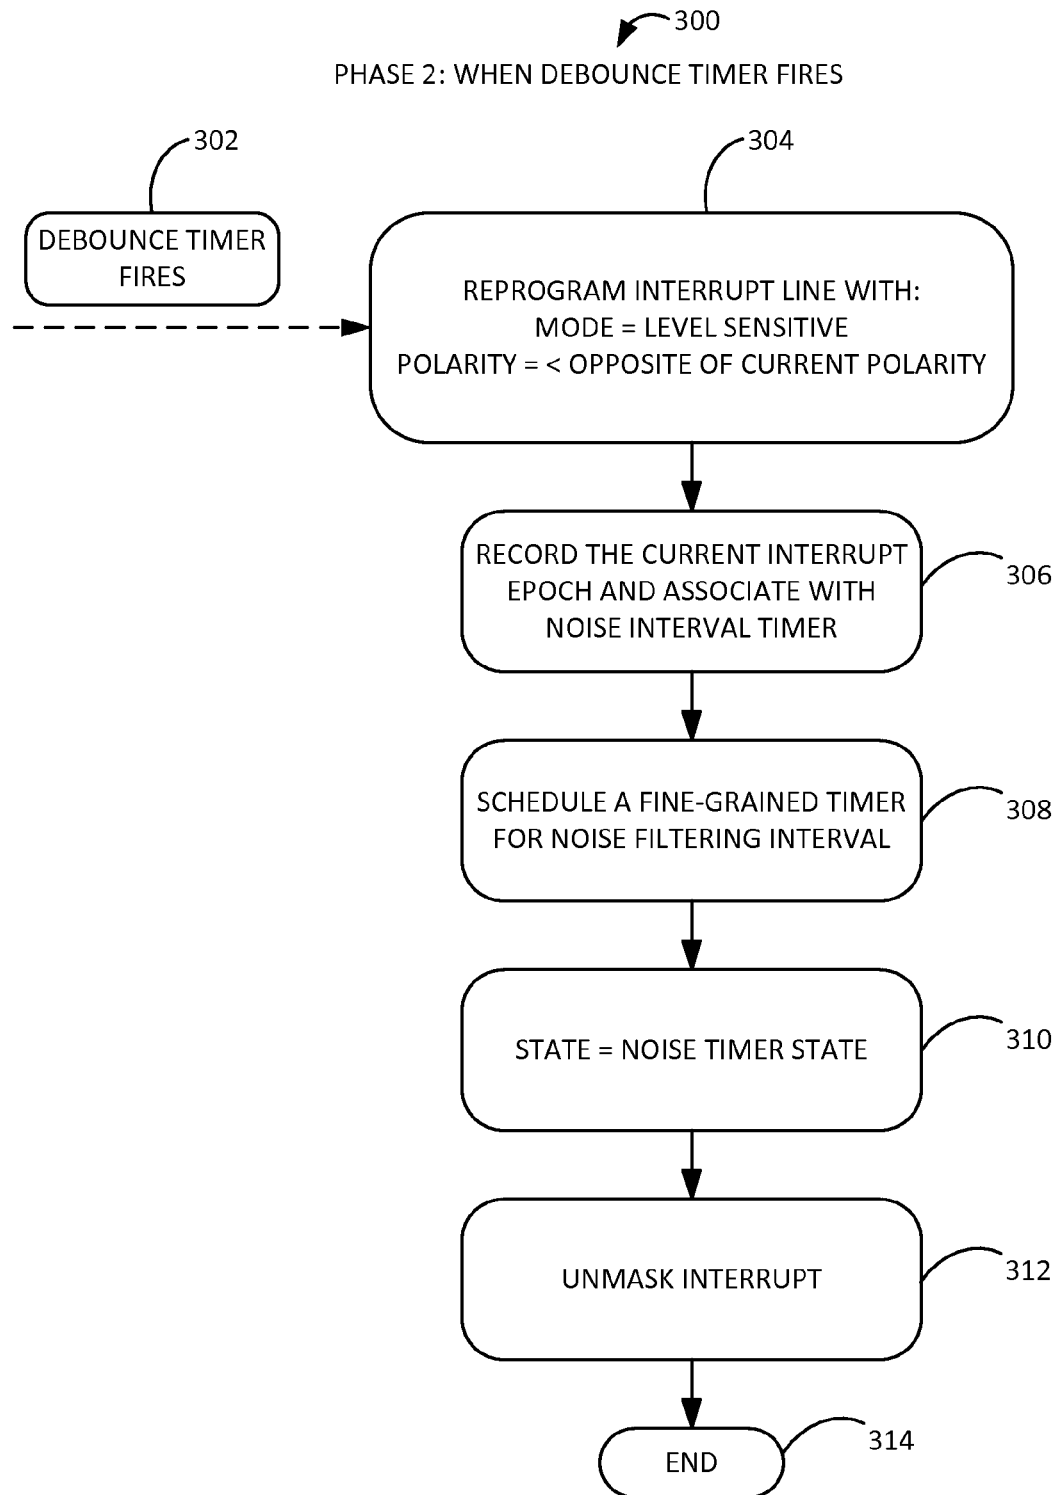 300
PHASE 2: WHEN DEBOUNCE TIMER FIRES
302
304
DEBOUNCE TIMER
FIRES
REPROGRAM INTERRUPT LINE WITH:
MODE = LEVEL SENSITIVE
POLARITY = < OPPOSITE OF CURRENT POLARITY
RECORD THE CURRENT INTERRUPT
EPOCH AND ASSOCIATE WITH
NOISE INTERVAL TIMER
306
SCHEDULE A FINE-GRAINED TIMER
FOR NOISE FILTERING INTERVAL
308
STATE = NOISE TIMER STATE
310
UNMASK INTERRUPT
312
END
314